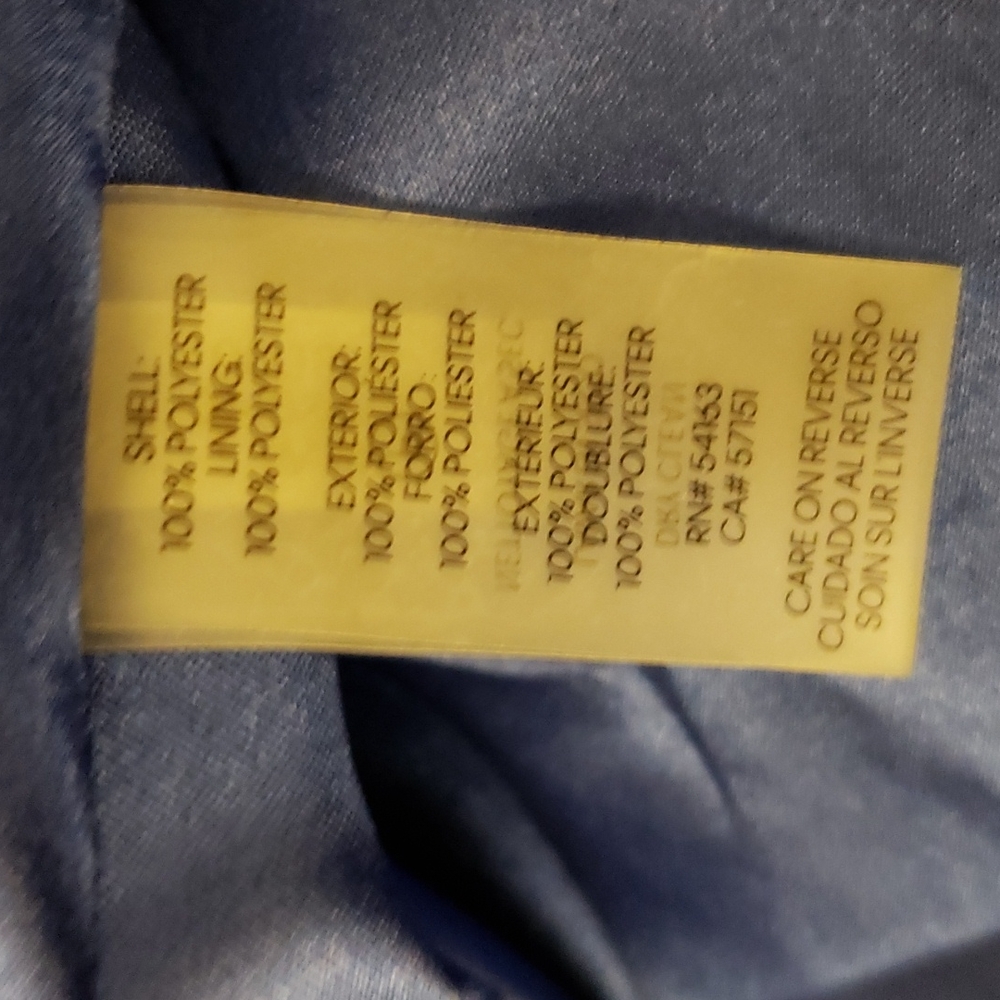 SHELL:
100% POLYESTER
LINING:
100% POLYESTER
EXTERIOR:
100% POLIÉSTER
FORRO:
100% POLIESTER
EXTÉRIEUR:
100% POLYESTER
DOUBLURE:
100% POLYESTER
RN# 54163
CA# 57151
CARE ON REVERSE
CUIDADO AL REVERSO
SOIN SUR L'INVERSE